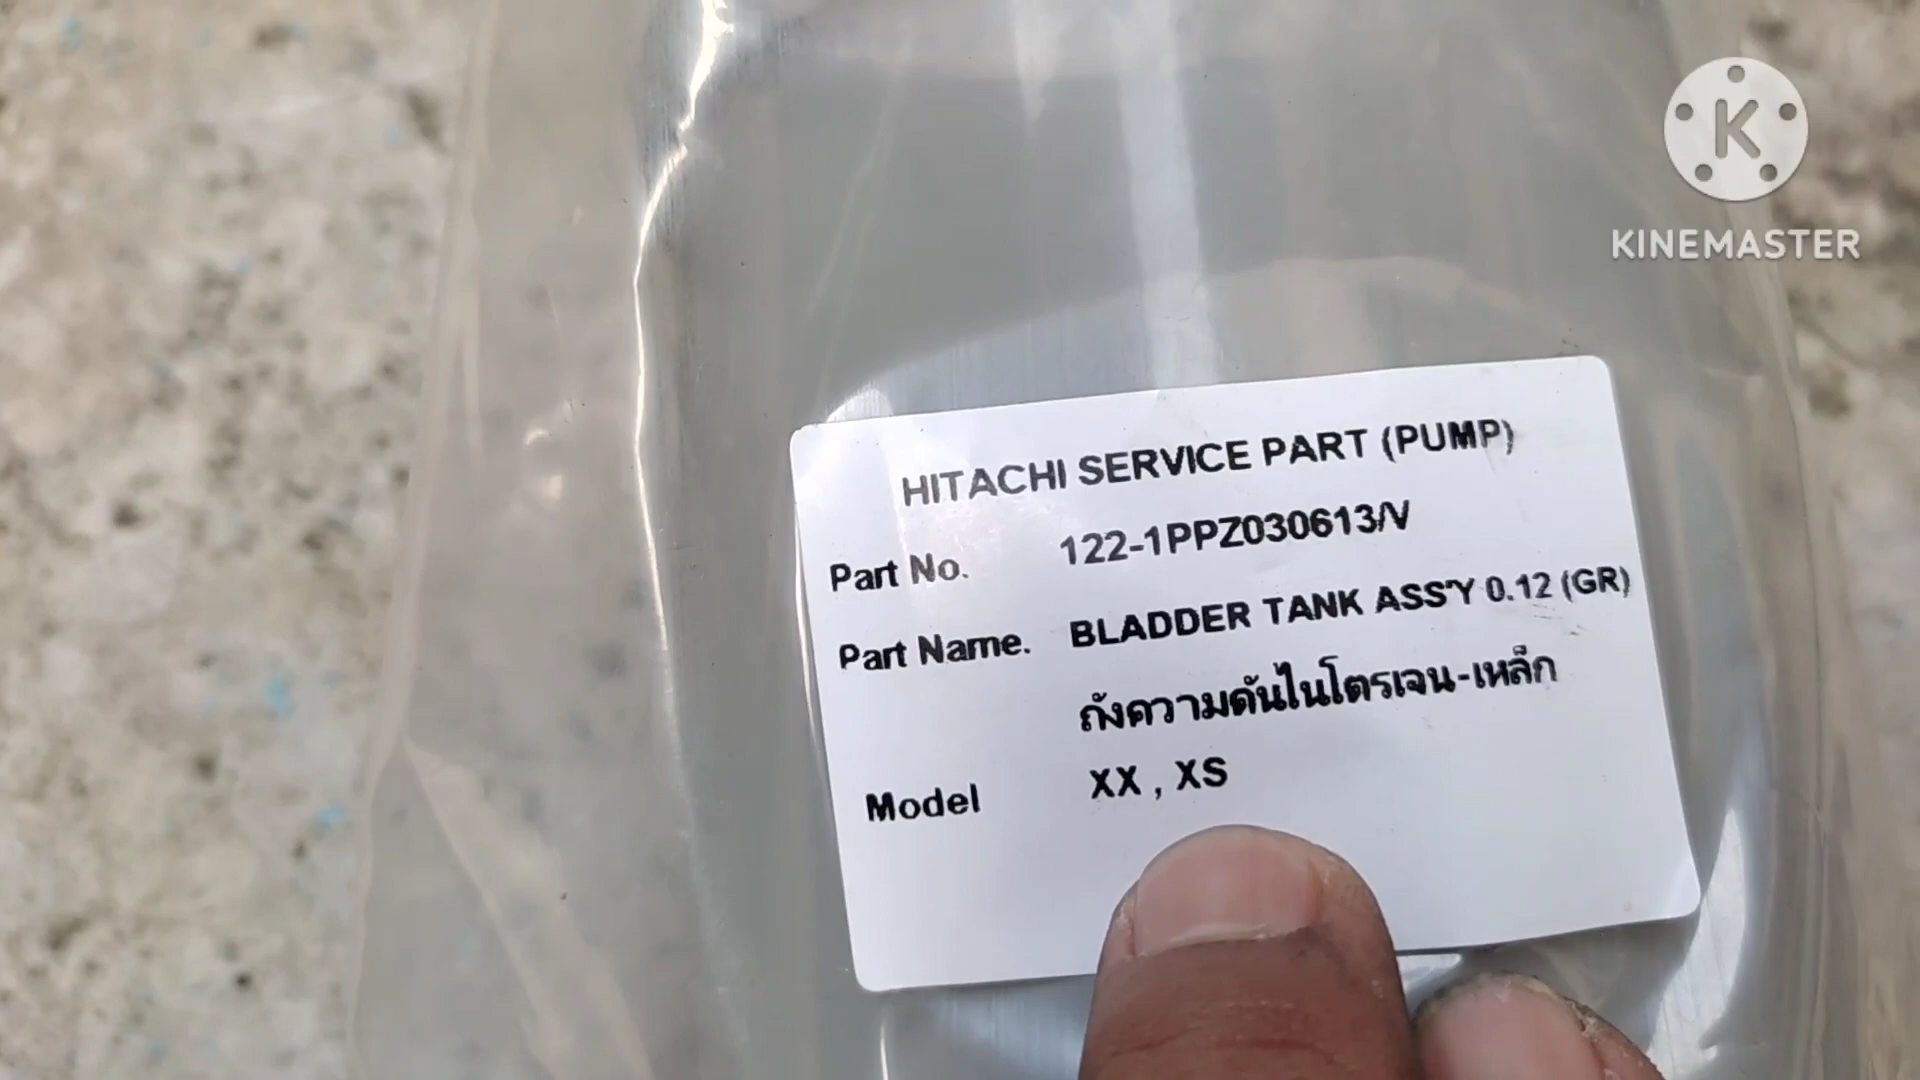 K
KINEMASTER
HITACHI SERVICE PART (PUMP)
Part No. 122-1PPZ030613/V
Part Name. BLADDER TANK ASS'Y 0.12 (GR)
ถังความดันไนโตรเจน-เหล็ก
Model XX , XS